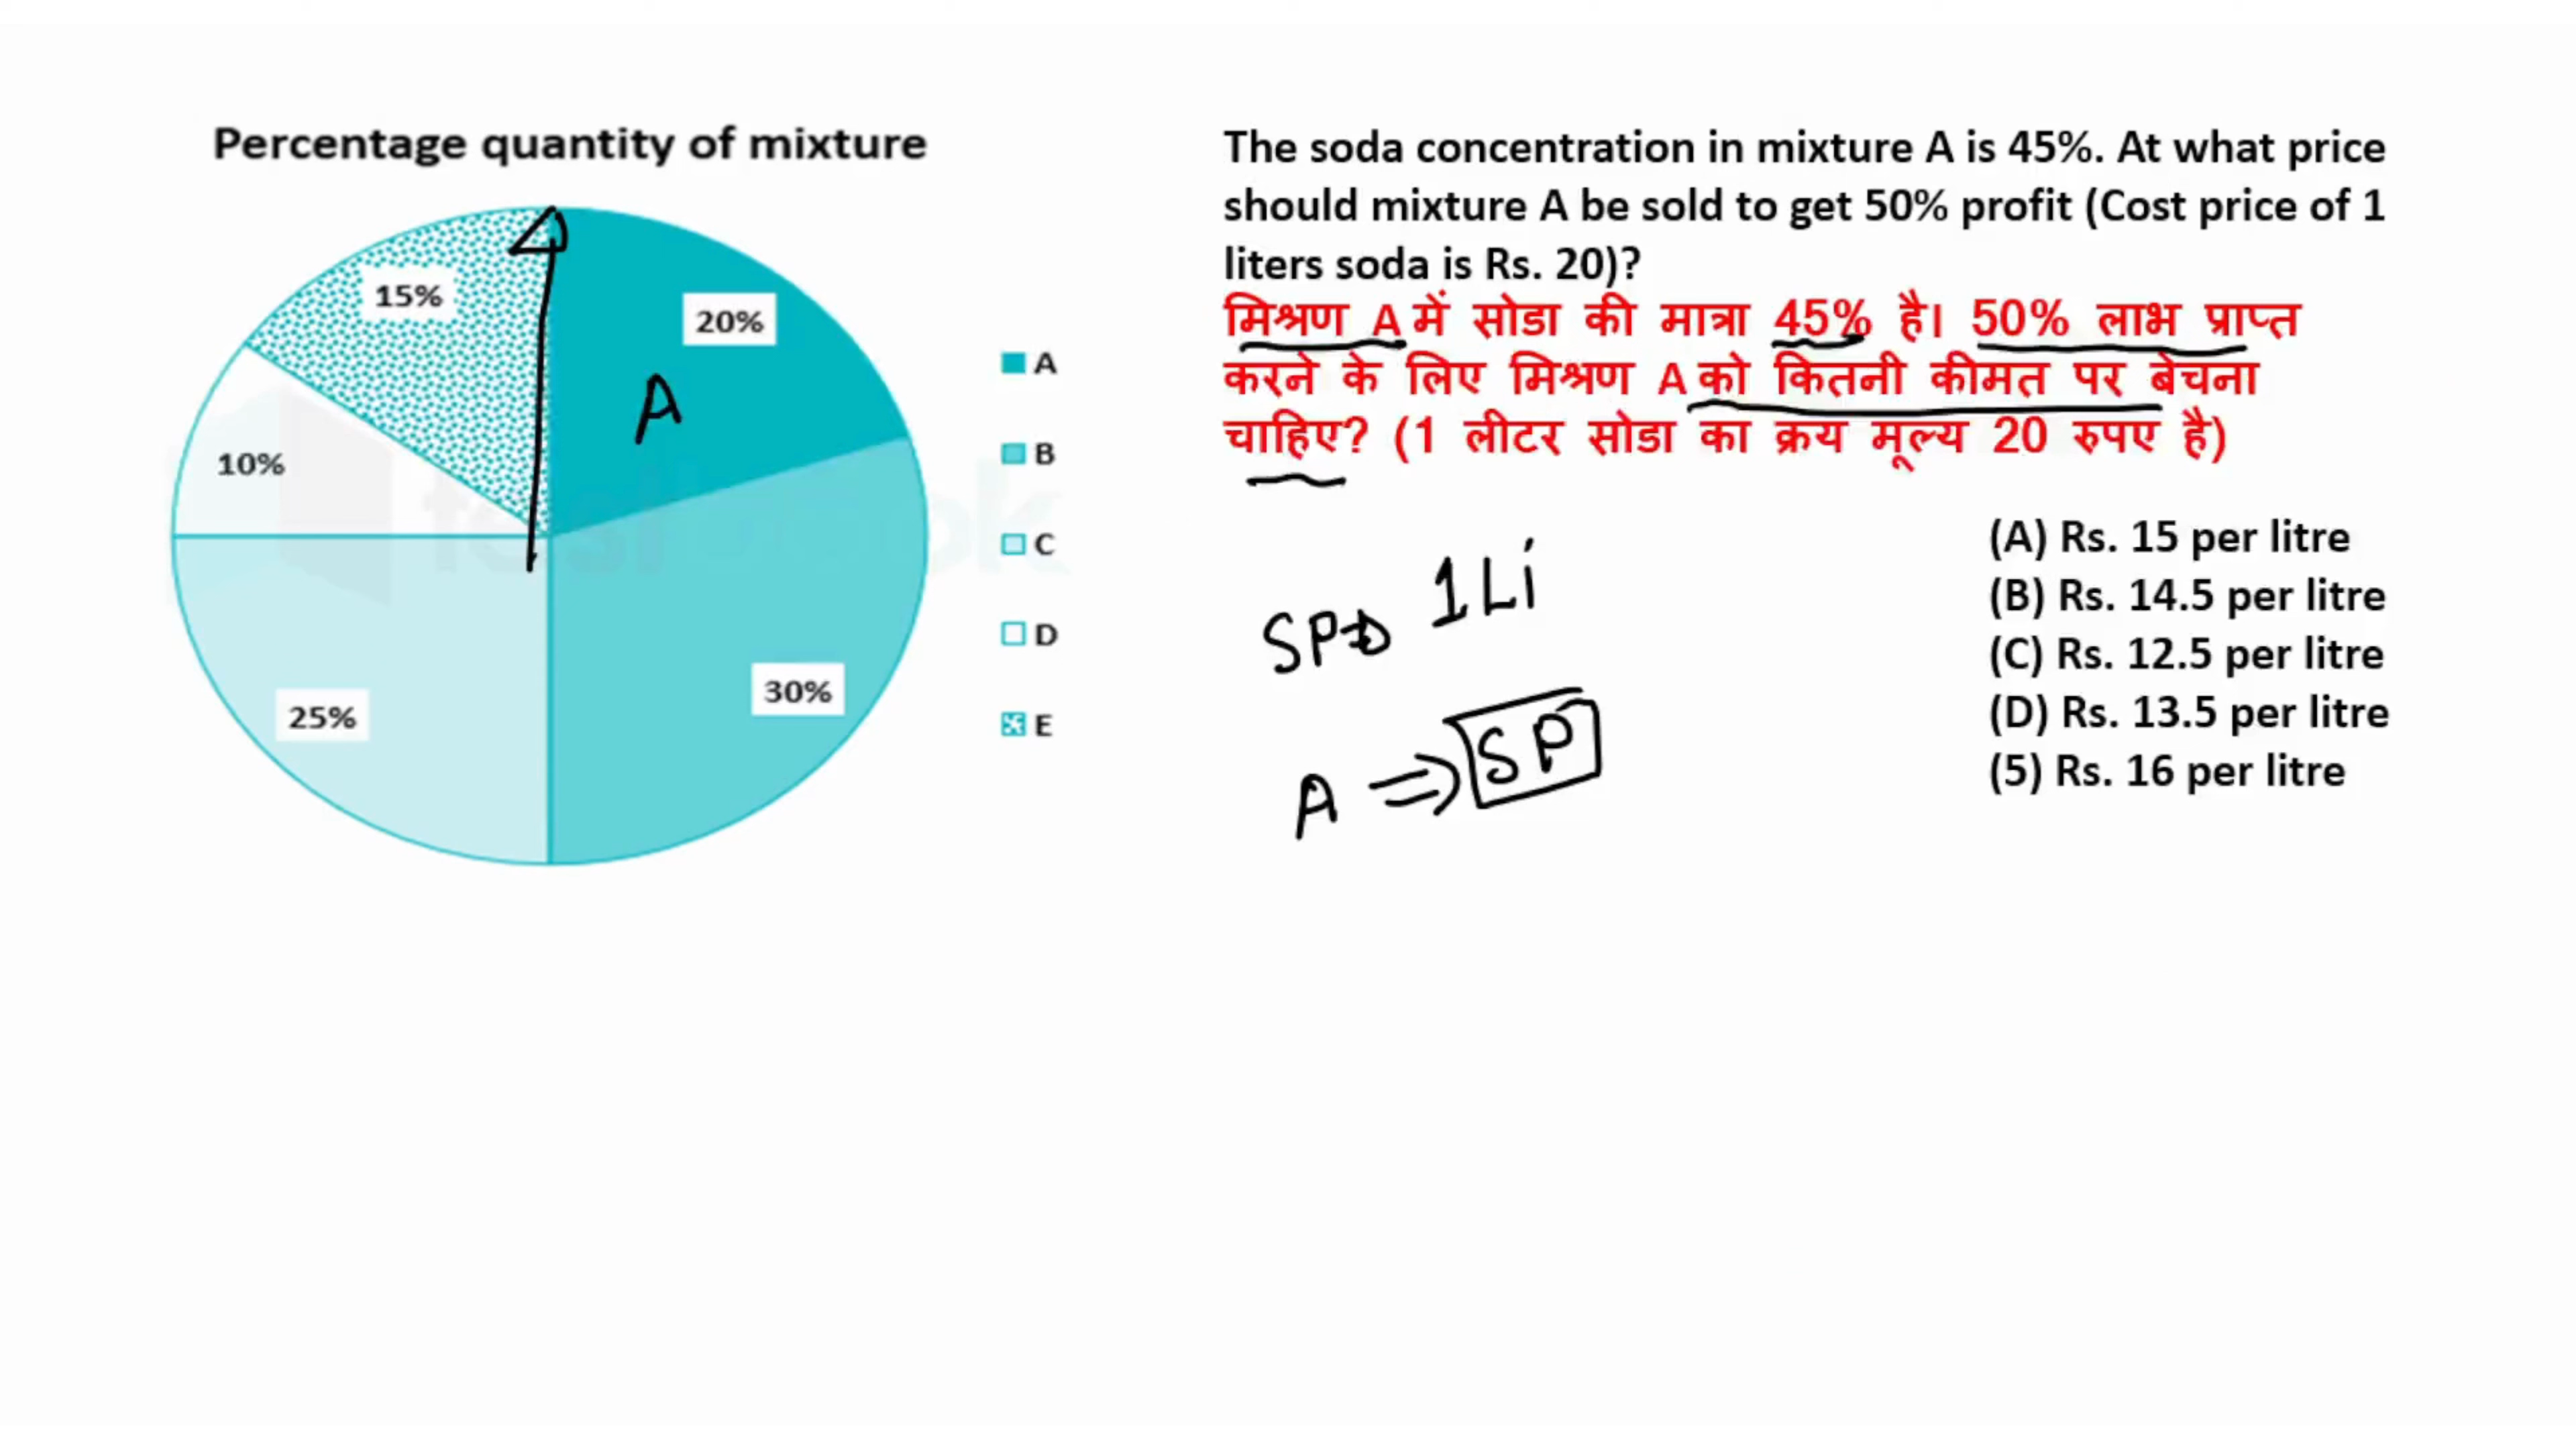 Percentage quantity of mixture
15%
20%
A
10%
25%
30%
A
B
C
D
E
The soda concentration in mixture A is 45%. At what price
should mixture A be sold to get 50% profit (Cost price of 1
liters soda is Rs. 20)?
मिश्रण A में सोडा की मात्रा 45% है। 50% लाभ प्राप्त
करने के लिए मिश्रण A को कितनी कीमत पर बेचना
चाहिए? (1 लीटर सोडा का क्रय मूल्य 20 रुपए है)
(A) Rs. 15 per litre
(B) Rs. 14.5 per litre
(C) Rs. 12.5 per litre
(D) Rs. 13.5 per litre
(5) Rs. 16 per litre
SP→ 1Li
A ⇒ SP